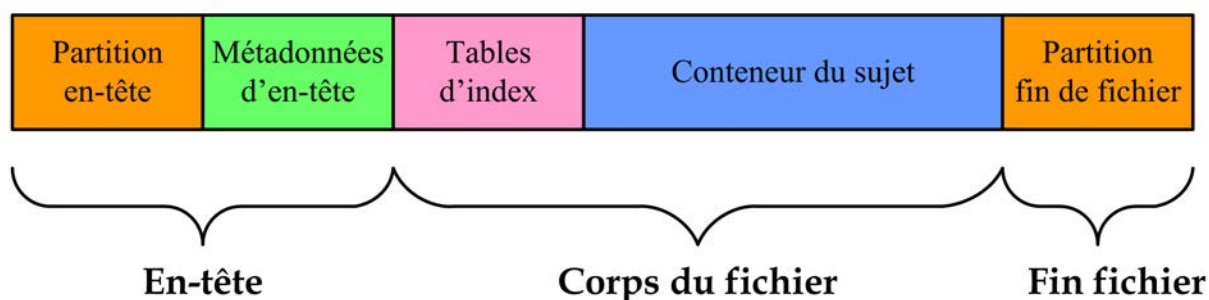 Partition
en-tête
Métadonnées
d'en-tête
Tables
d'index
Conteneur du sujet
Partition
fin de fichier
En-tête
Corps du fichier
Fin fichier